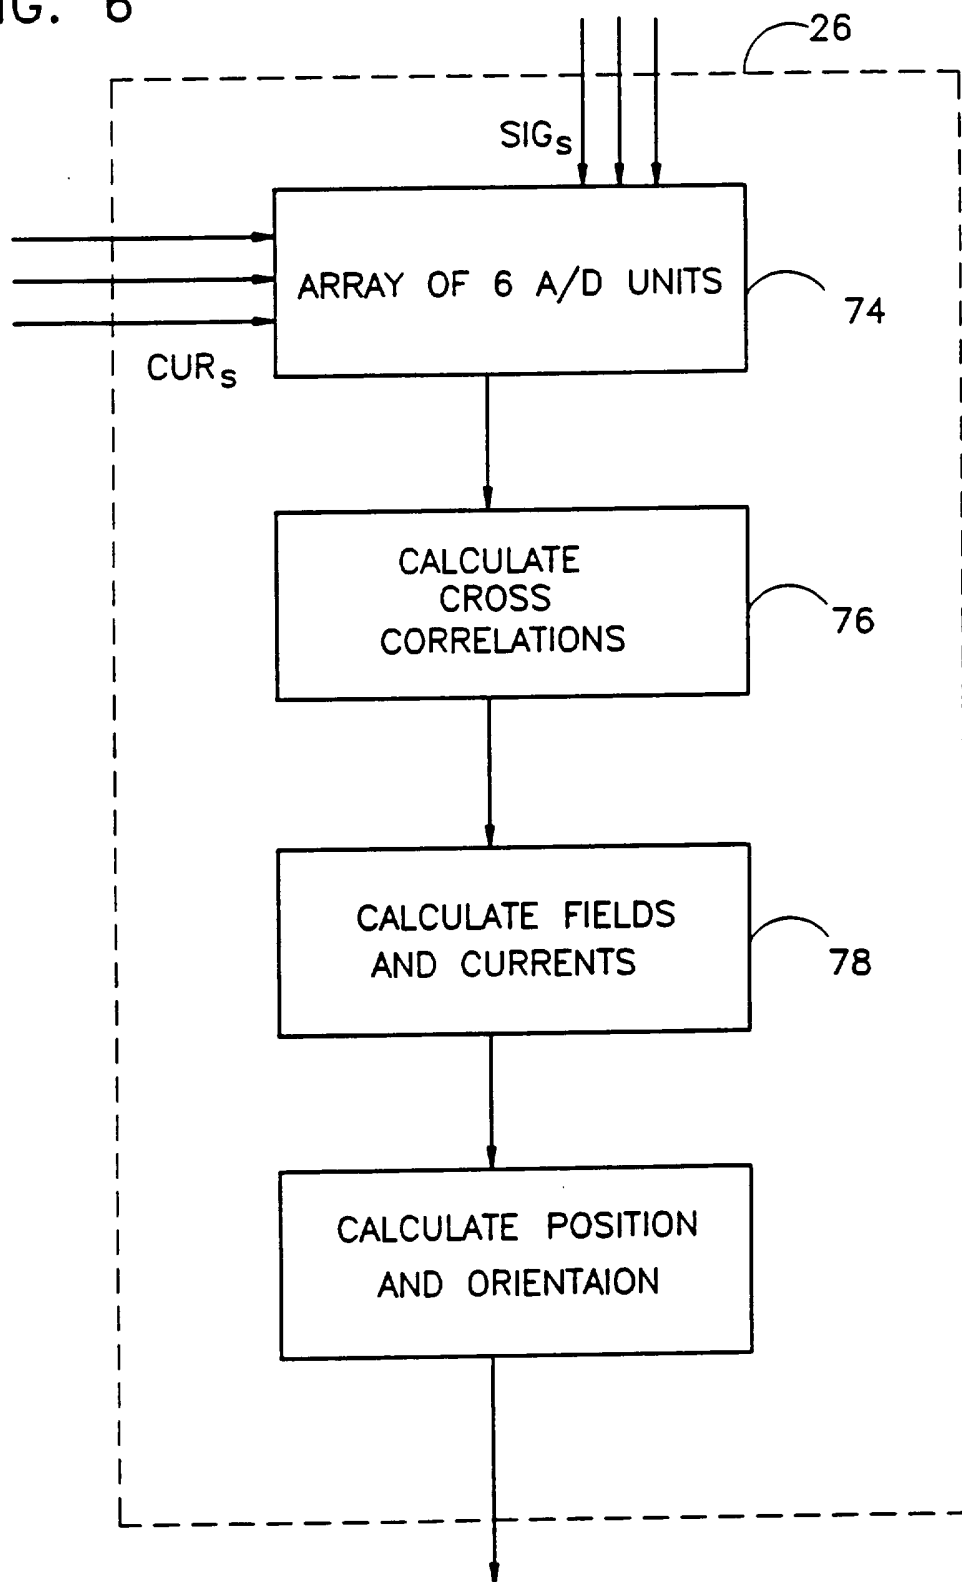 IG. 6
26
SIGs
ARRAY OF 6 A/D UNITS
74
CURs
CALCULATE
CROSS
CORRELATIONS
76
CALCULATE FIELDS
AND CURRENTS
78
CALCULATE POSITION
AND ORIENTAION